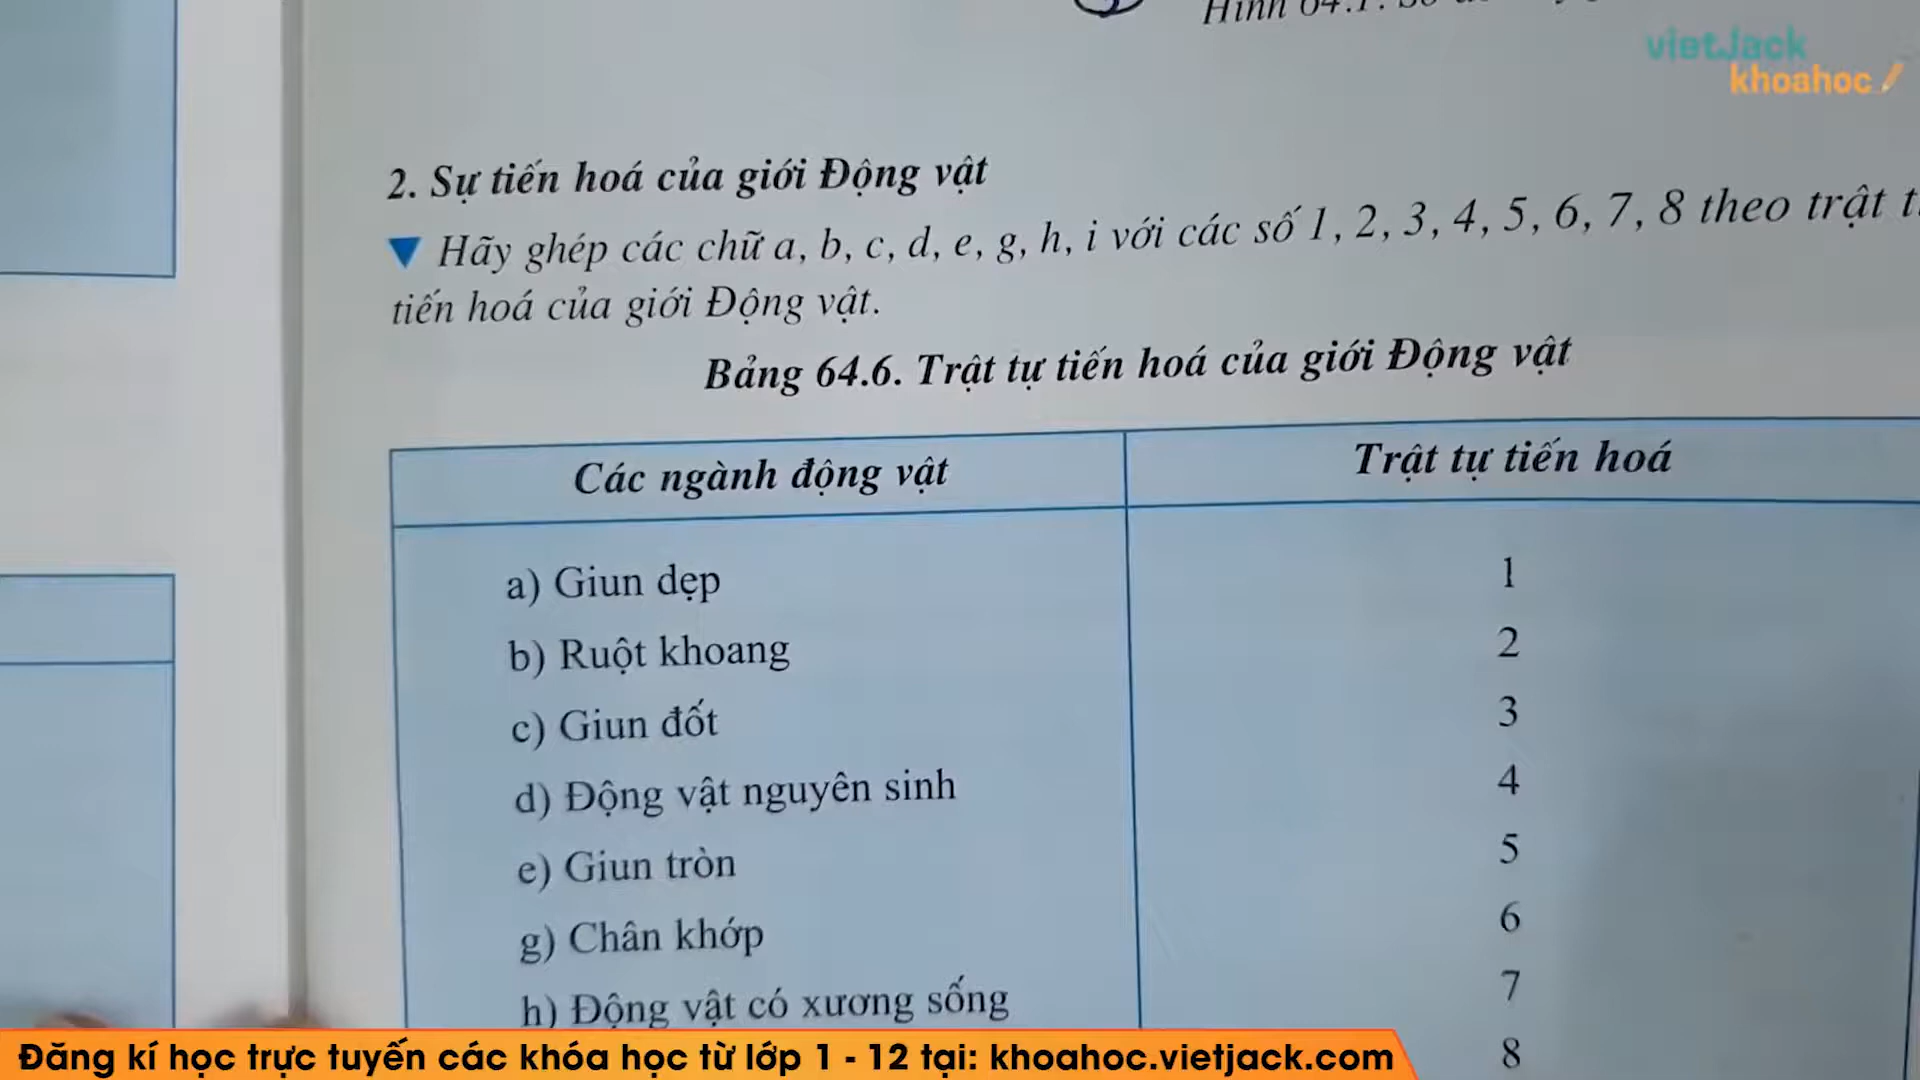 Hình 64.1.
vietJack
khoahoc
2. Sự tiến hoá của giới Động vật
Hãy ghép các chữ a, b, c, d, e, g, h, i với các số 1, 2, 3, 4, 5, 6, 7, 8 theo trật
tiến hoá của giới Động vật.
Bảng 64.6. Trật tự tiến hoá của giới Động vật
Các ngành động vật Trật tự tiến hoá
a) Giun dẹp 1
b) Ruột khoang 2
c) Giun đốt 3
d) Động vật nguyên sinh 4
e) Giun tròn 5
g) Chân khớp 6
h) Động vật có xương sống 7
8
Đăng kí học trực tuyến các khóa học từ lớp 1 - 12 tại: khoahoc.vietjack.com